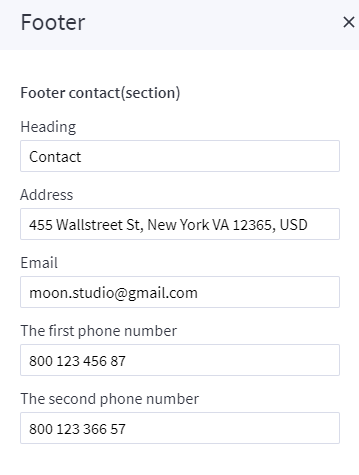 Footer
Footer contact(section)
Heading
Contact
Address
455 Wallstreet St, New York VA 12365, USD
Email
moon.studio@gmail.com
The first phone number
800 123 456 87
The second phone number
800 123 366 57